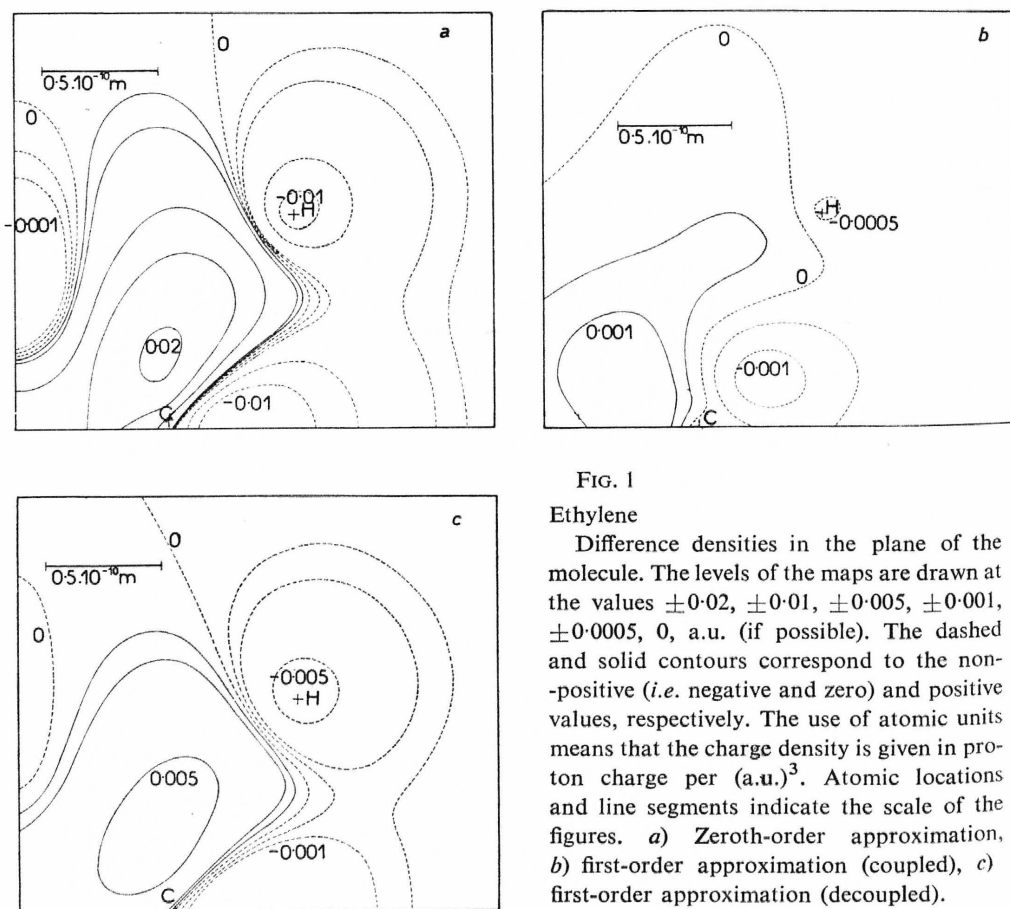 a
0
0·5.10⁻¹⁰m
0
-0·001
-0·01
+H
0·02
-0·01
C
b
0
0·5.10⁻¹⁰m
+H
-0·0005
0
0·001
-0·001
C
c
0
0·5.10⁻¹⁰m
0
-0·005
+H
0·005
-0·001
C
FIG. 1
Ethylene
Difference densities in the plane of the
molecule. The levels of the maps are drawn at
the values ±0·02, ±0·01, ±0·005, ±0·001,
±0·0005, 0, a.u. (if possible). The dashed
and solid contours correspond to the non-
-positive (i.e. negative and zero) and positive
values, respectively. The use of atomic units
means that the charge density is given in pro-
ton charge per (a.u.)³. Atomic locations
and line segments indicate the scale of the
figures. a) Zeroth-order approximation,
b) first-order approximation (coupled), c)
first-order approximation (decoupled).